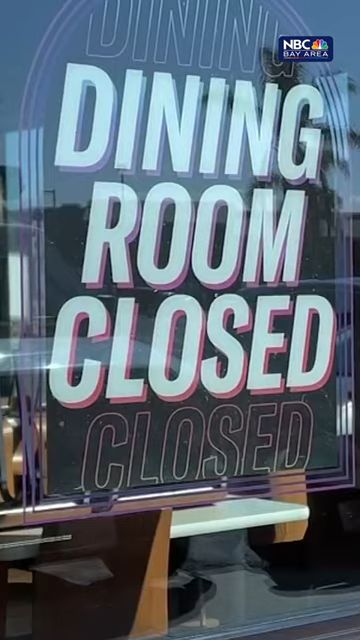 NBC
BAY AREA
DINING
DINING
ROOM
CLOSED
CLOSED